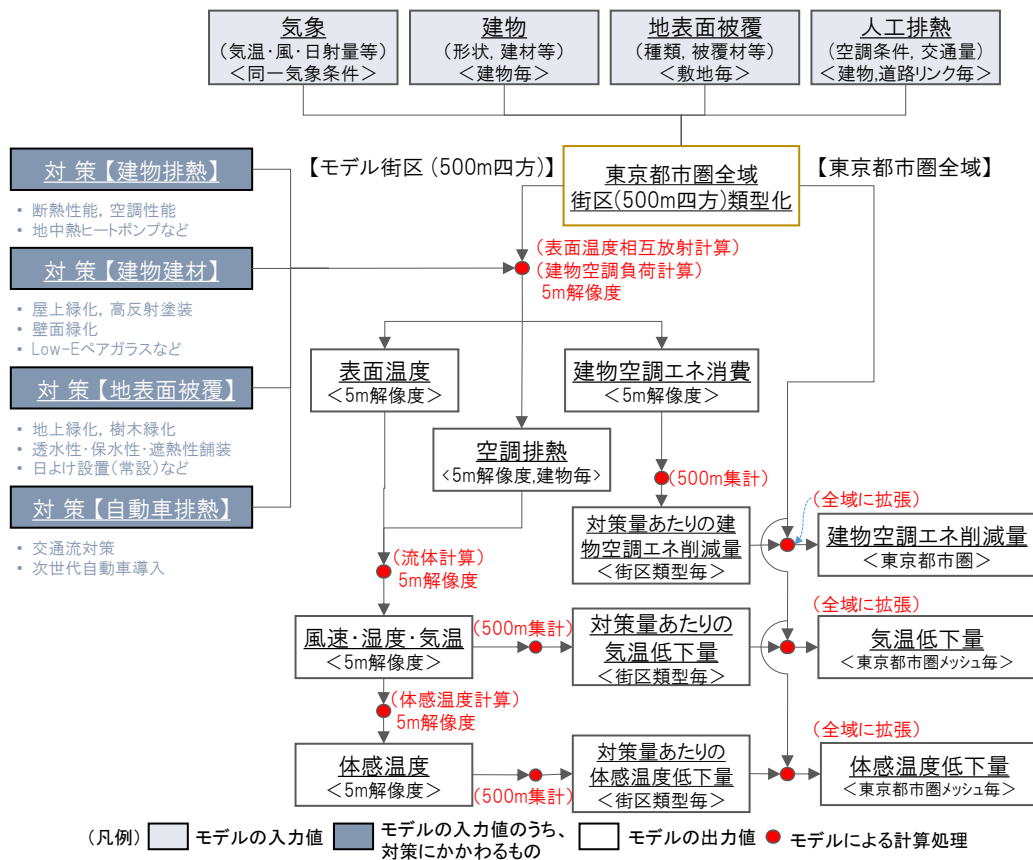 気象
(気温・風・日射量等)
<同一気象条件>
建物
(形状, 建材等)
<建物毎>
地表面被覆
(種類, 被覆材等)
<敷地毎>
人工排熱
(空調条件, 交通量)
<建物,道路リンク毎>
【モデル街区 (500m四方)】
東京都市圏全域
街区(500m四方)類型化
【東京都市圏全域】
対 策【建物排熱】
• 断熱性能, 空調性能
• 地中熱ヒートポンプなど
対 策【建物建材】
• 屋上緑化, 高反射塗装
• 壁面緑化
• Low-Eペアガラスなど
対 策【地表面被覆】
• 地上緑化, 樹木緑化
• 透水性・保水性・遮熱性舗装
• 日よけ設置(常設)など
対 策【自動車排熱】
• 交通流対策
• 次世代自動車導入
(表面温度相互放射計算)
(建物空調負荷計算)
5m解像度
表面温度
<5m解像度>
建物空調エネ消費
<5m解像度>
空調排熱
<5m解像度,建物毎>
(500m集計)
(全域に拡張)
対策量あたりの建
物空調エネ削減量
<街区類型毎>
建物空調エネ削減量
<東京都市圏>
(流体計算)
5m解像度
風速・湿度・気温
<5m解像度>
(500m集計)
対策量あたりの
気温低下量
<街区類型毎>
(全域に拡張)
気温低下量
<東京都市圏メッシュ毎>
(体感温度計算)
5m解像度
体感温度
<5m解像度>
(500m集計)
対策量あたりの
体感温度低下量
<街区類型毎>
(全域に拡張)
体感温度低下量
<東京都市圏メッシュ毎>
(凡例)
モデルの入力値
モデルの入力値のうち、
対策にかかわるもの
モデルの出力値
モデルによる計算処理